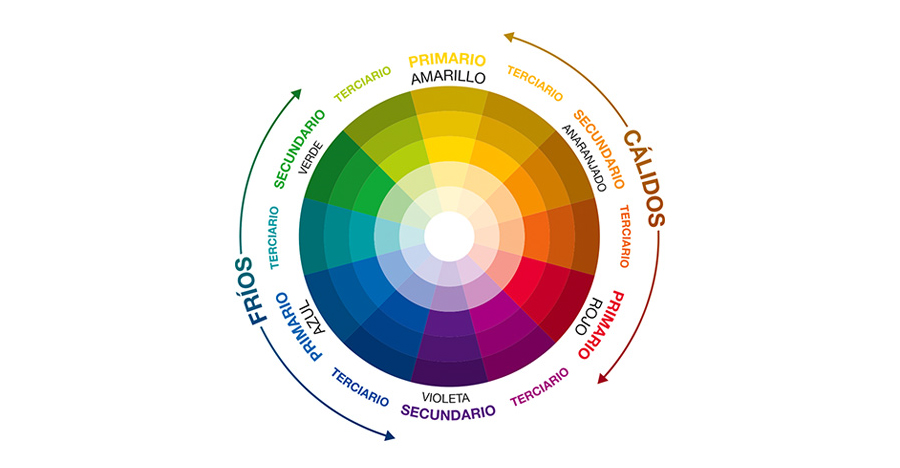 PRIMARIO
AMARILLO
TERCIARIO
SECUNDARIO
ANARANJADO
CÁLIDOS
TERCIARIO
PRIMARIO
ROJO
TERCIARIO
VIOLETA
SECUNDARIO
TERCIARIO
PRIMARIO
AZUL
FRÍOS
TERCIARIO
SECUNDARIO
VERDE
TERCIARIO